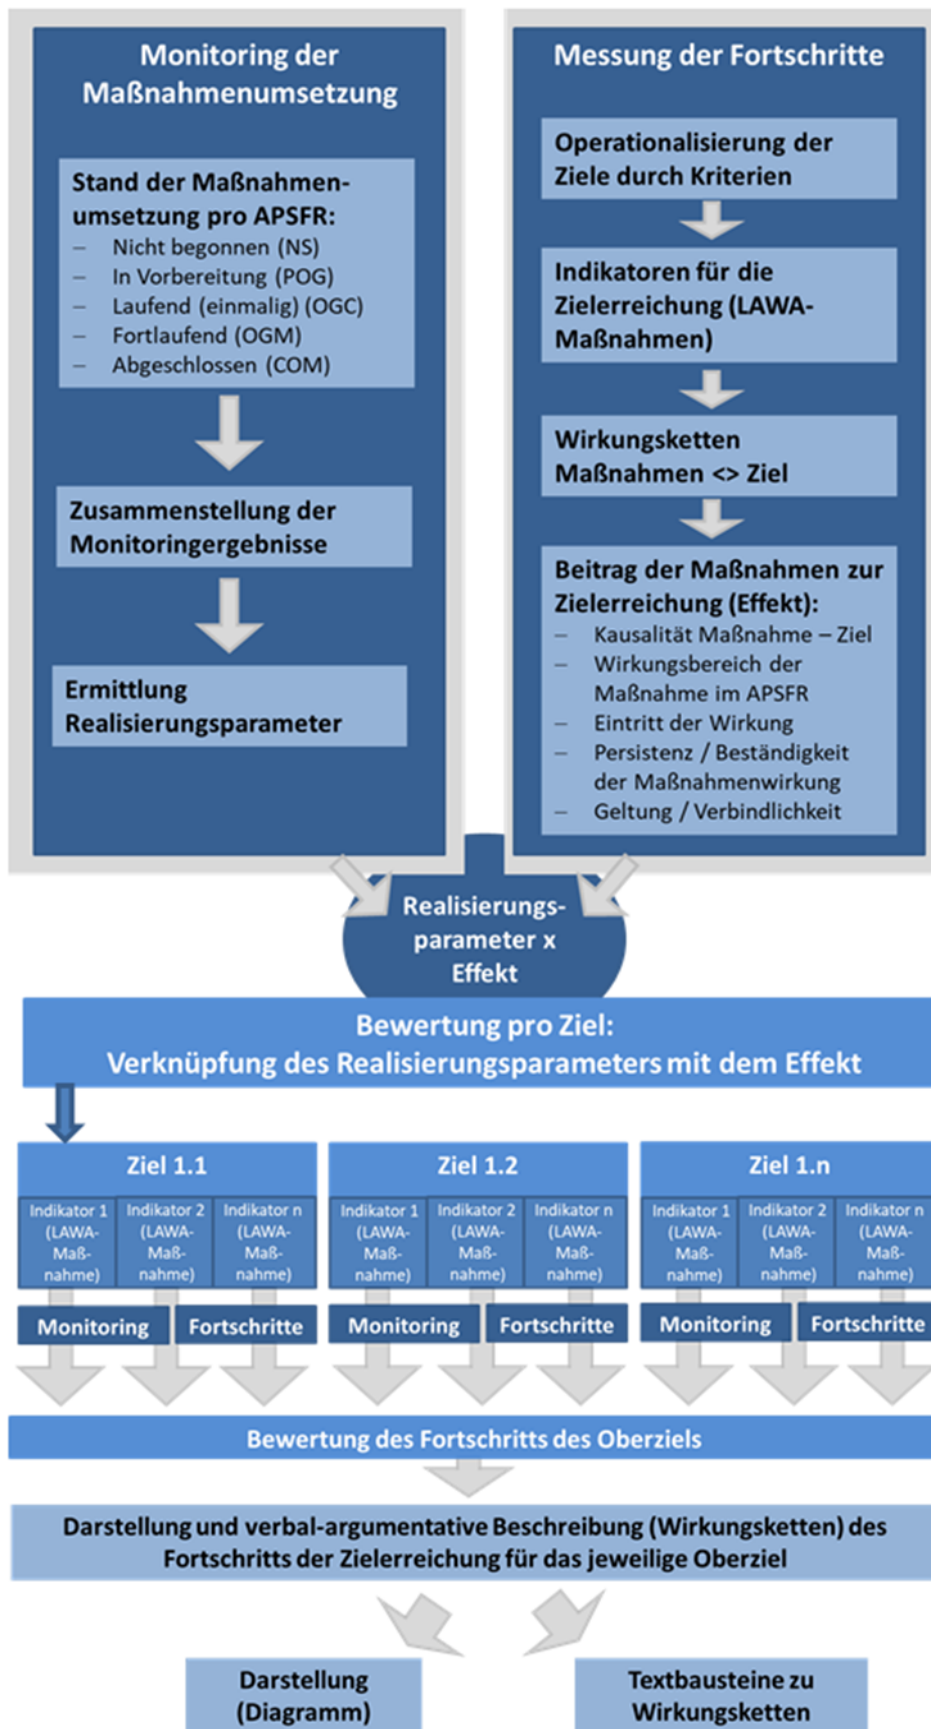 Monitoring der
Maßnahmenumsetzung
Stand der Maßnahmen-
umsetzung pro APSFR:
– Nicht begonnen (NS)
– In Vorbereitung (POG)
– Laufend (einmalig) (OGC)
– Fortlaufend (OGM)
– Abgeschlossen (COM)
Zusammenstellung der
Monitoringergebnisse
Ermittlung
Realisierungsparameter
Messung der Fortschritte
Operationalisierung der
Ziele durch Kriterien
Indikatoren für die
Zielerreichung (LAWA-
Maßnahmen)
Wirkungsketten
Maßnahmen <> Ziel
Beitrag der Maßnahmen zur
Zielerreichung (Effekt):
– Kausalität Maßnahme – Ziel
– Wirkungsbereich der
Maßnahme im APSFR
– Eintritt der Wirkung
– Persistenz / Beständigkeit
der Maßnahmenwirkung
– Geltung / Verbindlichkeit
Realisierungs-
parameter x
Effekt
Bewertung pro Ziel:
Verknüpfung des Realisierungsparameters mit dem Effekt
Ziel 1.1
Indikator 1
(LAWA-
Maß-
nahme)
Indikator 2
(LAWA-
Maß-
nahme)
Indikator n
(LAWA-
Maß-
nahme)
Monitoring
Fortschritte
Ziel 1.2
Indikator 1
(LAWA-
Maß-
nahme)
Indikator 2
(LAWA-
Maß-
nahme)
Indikator n
(LAWA-
Maß-
nahme)
Monitoring
Fortschritte
Ziel 1.n
Indikator 1
(LAWA-
Maß-
nahme)
Indikator 2
(LAWA-
Maß-
nahme)
Indikator n
(LAWA-
Maß-
nahme)
Monitoring
Fortschritte
Bewertung des Fortschritts des Oberziels
Darstellung und verbal-argumentative Beschreibung (Wirkungsketten) des
Fortschritts der Zielerreichung für das jeweilige Oberziel
Darstellung
(Diagramm)
Textbausteine zu
Wirkungsketten